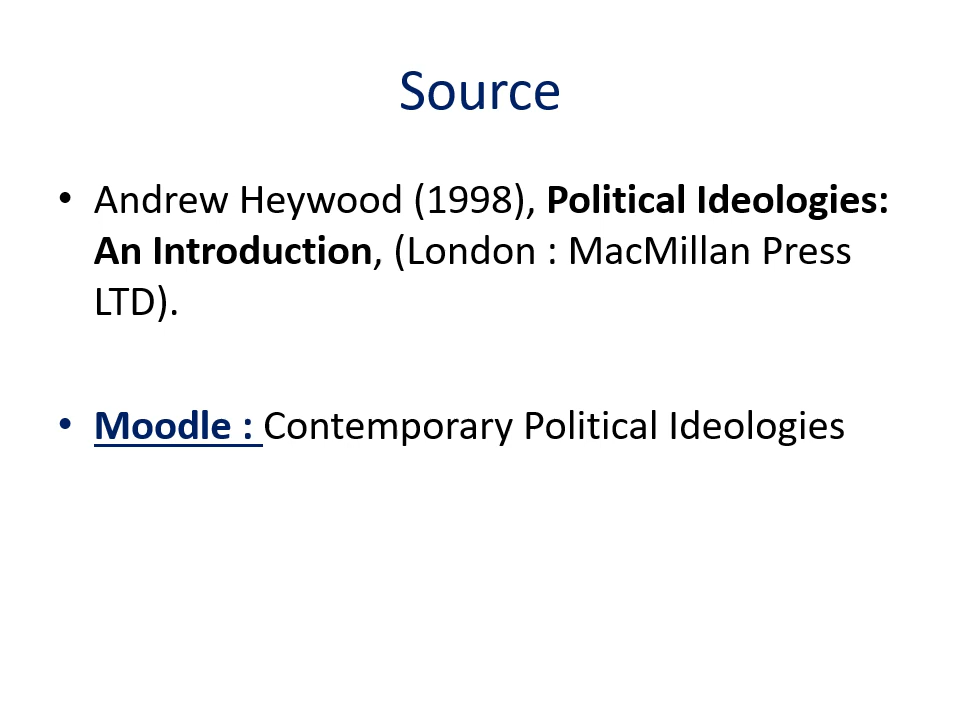 Source
• Andrew Heywood (1998), Political Ideologies:
An Introduction, (London : MacMillan Press
LTD).
• Moodle : Contemporary Political Ideologies